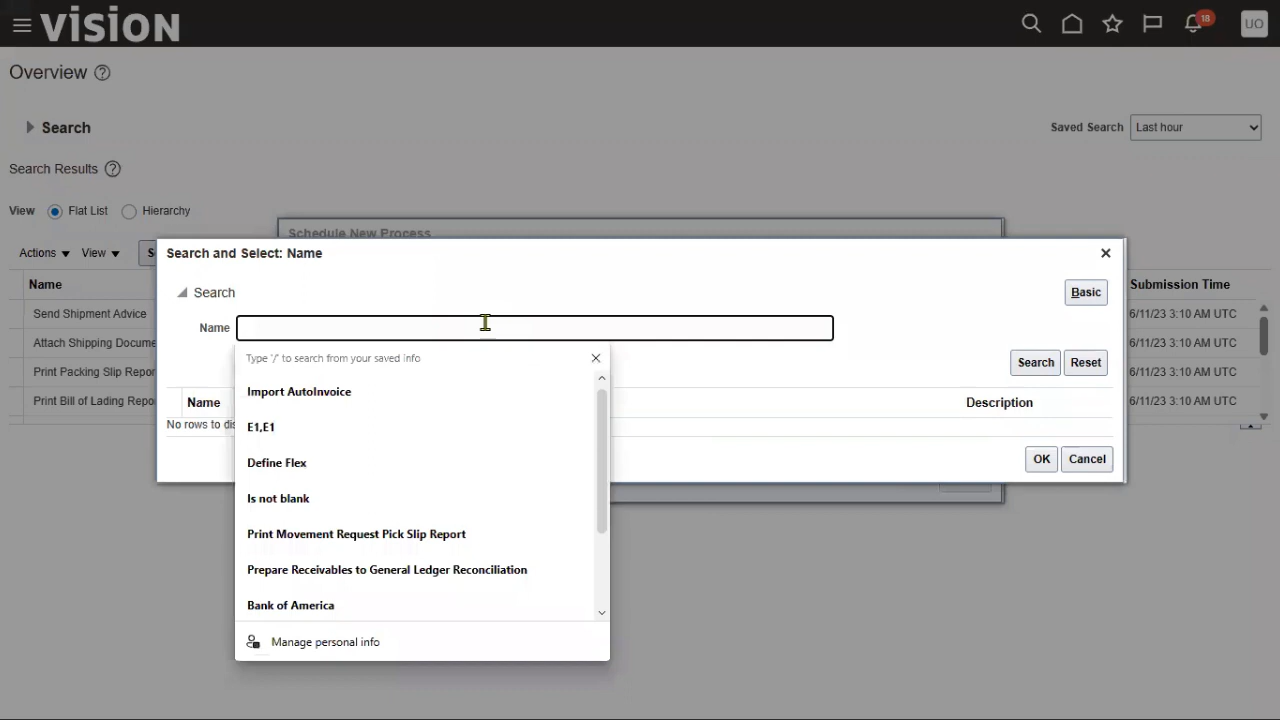 vision
18
UO
Overview
Search
Saved Search Last hour
Search Results
View Flat List Hierarchy
Schedule New Process
Actions View S
Search and Select: Name
Search
Basic
Name
Type '/' to search from your saved info
Search Reset
Name Description
No rows to dis
OK Cancel
Import AutoInvoice
E1,E1
Define Flex
Is not blank
Print Movement Request Pick Slip Report
Prepare Receivables to General Ledger Reconciliation
Bank of America
Manage personal info
Name Submission Time
Send Shipment Advice 6/11/23 3:10 AM UTC
Attach Shipping Docume 6/11/23 3:10 AM UTC
Print Packing Slip Repor 6/11/23 3:10 AM UTC
Print Bill of Lading Repo 6/11/23 3:10 AM UTC